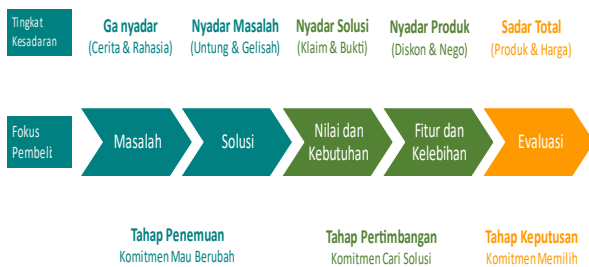 Tingkat
Kesadaran
Ga nyadar
(Cerita & Rahasia)
Nyadar Masalah
(Untung & Gelisah)
Nyadar Solusi
(Klaim & Bukti)
Nyadar Produk
(Diskon & Nego)
Sadar Total
(Produk & Harga)
Fokus
Pembeli
Masalah
Solusi
Nilai dan
Kebutuhan
Fitur dan
Kelebihan
Evaluasi
Tahap Penemuan
Komitmen Mau Berubah
Tahap Pertimbangan
Komitmen Cari Solusi
Tahap Keputusan
Komitmen Memilih